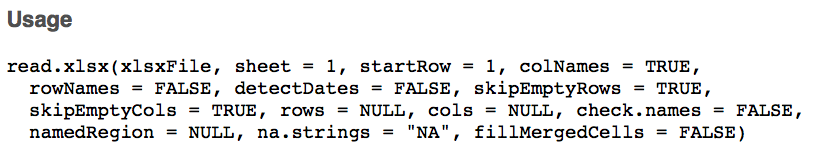 Usage
read.xlsx(xlsxFile, sheet = 1, startRow = 1, colNames = TRUE,
  rowNames = FALSE, detectDates = FALSE, skipEmptyRows = TRUE,
  skipEmptyCols = TRUE, rows = NULL, cols = NULL, check.names = FALSE,
  namedRegion = NULL, na.strings = "NA", fillMergedCells = FALSE)